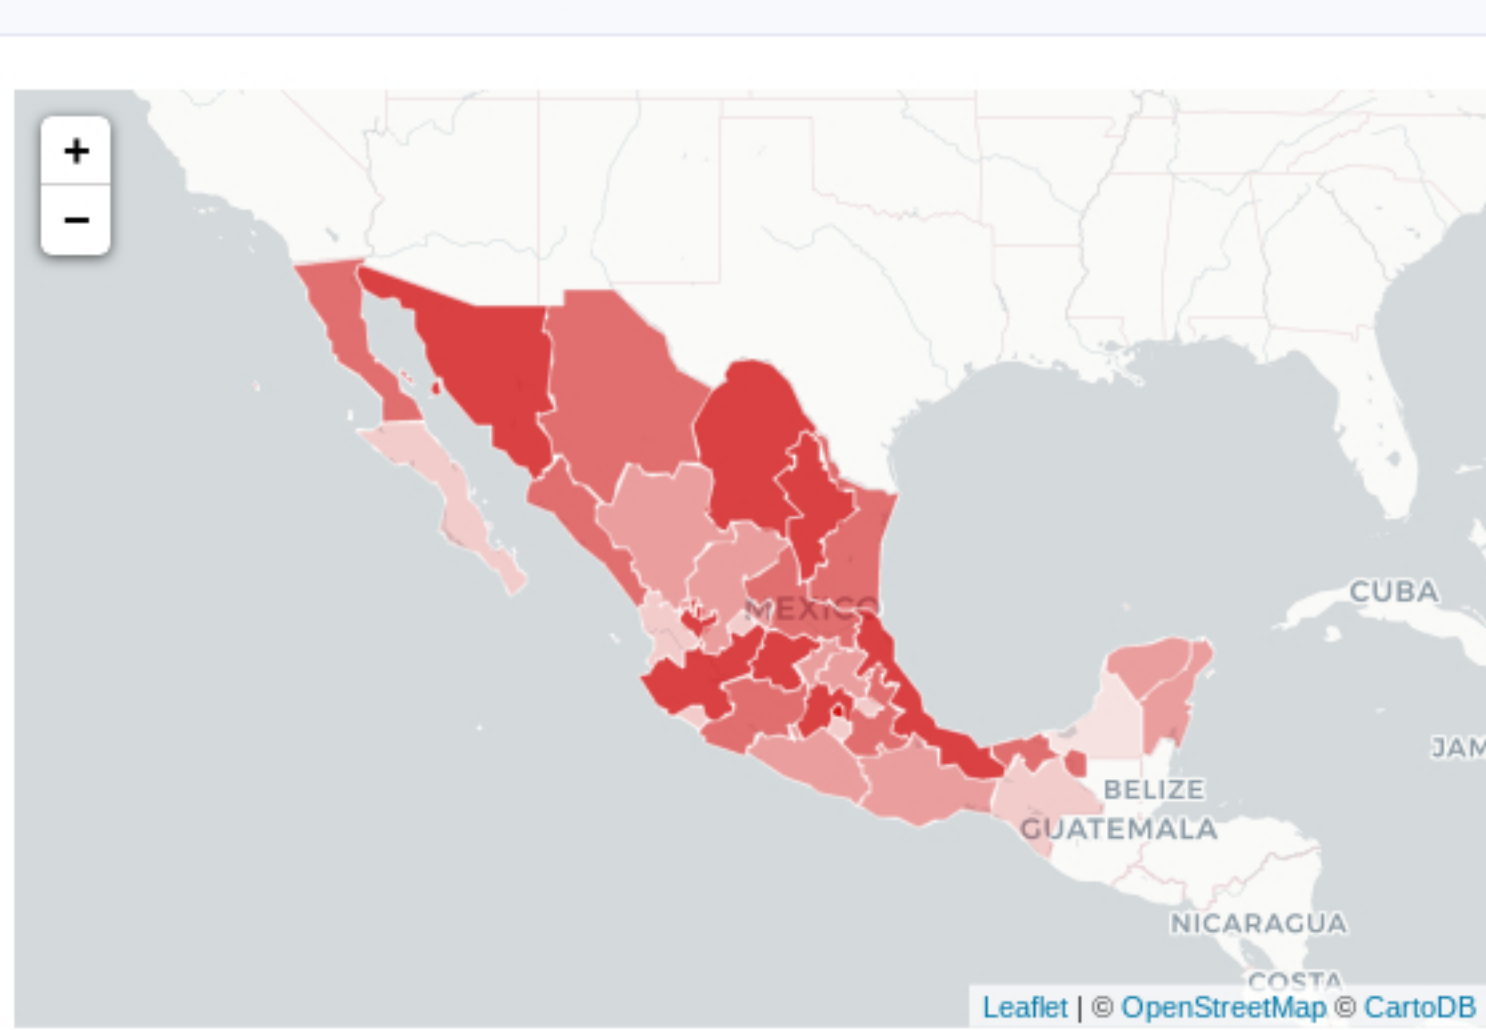 +
−
MEXICO
CUBA
JAM
BELIZE
GUATEMALA
NICARAGUA
COSTA
Leaflet | © OpenStreetMap © CartoDB